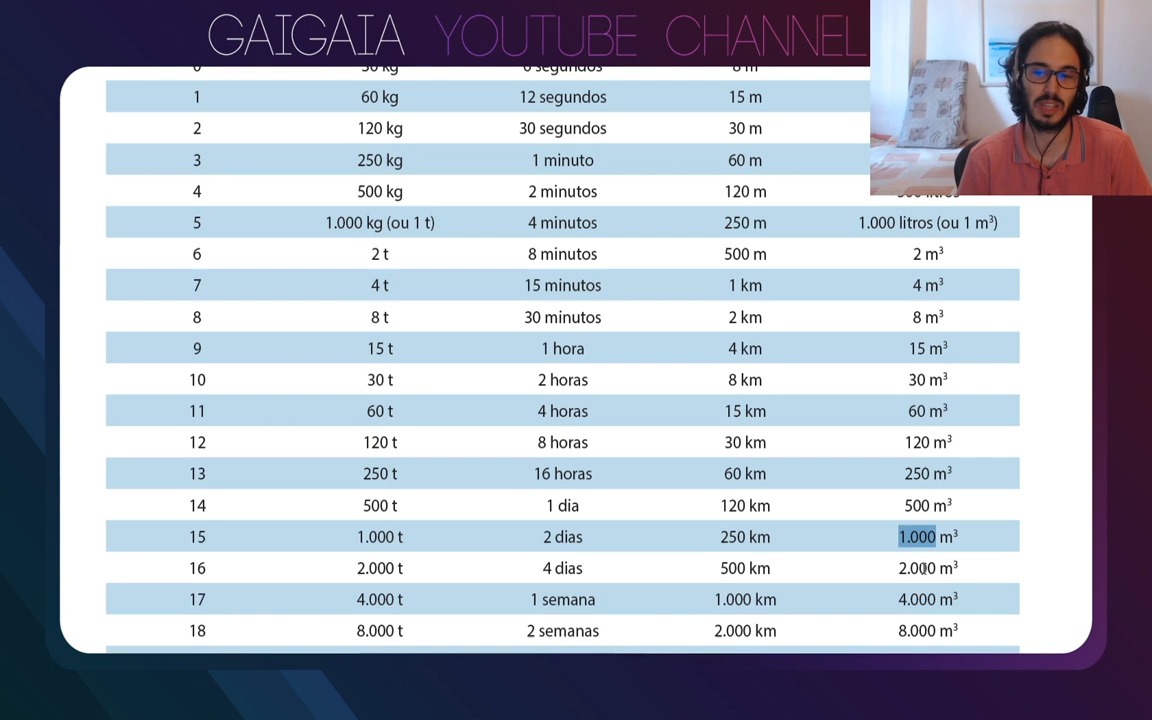 GAIGAIA YOUTUBE CHANNEL
1 60 kg 12 segundos 15 m
2 120 kg 30 segundos 30 m
3 250 kg 1 minuto 60 m
4 500 kg 2 minutos 120 m
5 1.000 kg (ou 1 t) 4 minutos 250 m 1.000 litros (ou 1 m³)
6 2 t 8 minutos 500 m 2 m³
7 4 t 15 minutos 1 km 4 m³
8 8 t 30 minutos 2 km 8 m³
9 15 t 1 hora 4 km 15 m³
10 30 t 2 horas 8 km 30 m³
11 60 t 4 horas 15 km 60 m³
12 120 t 8 horas 30 km 120 m³
13 250 t 16 horas 60 km 250 m³
14 500 t 1 dia 120 km 500 m³
15 1.000 t 2 dias 250 km 1.000 m³
16 2.000 t 4 dias 500 km 2.000 m³
17 4.000 t 1 semana 1.000 km 4.000 m³
18 8.000 t 2 semanas 2.000 km 8.000 m³